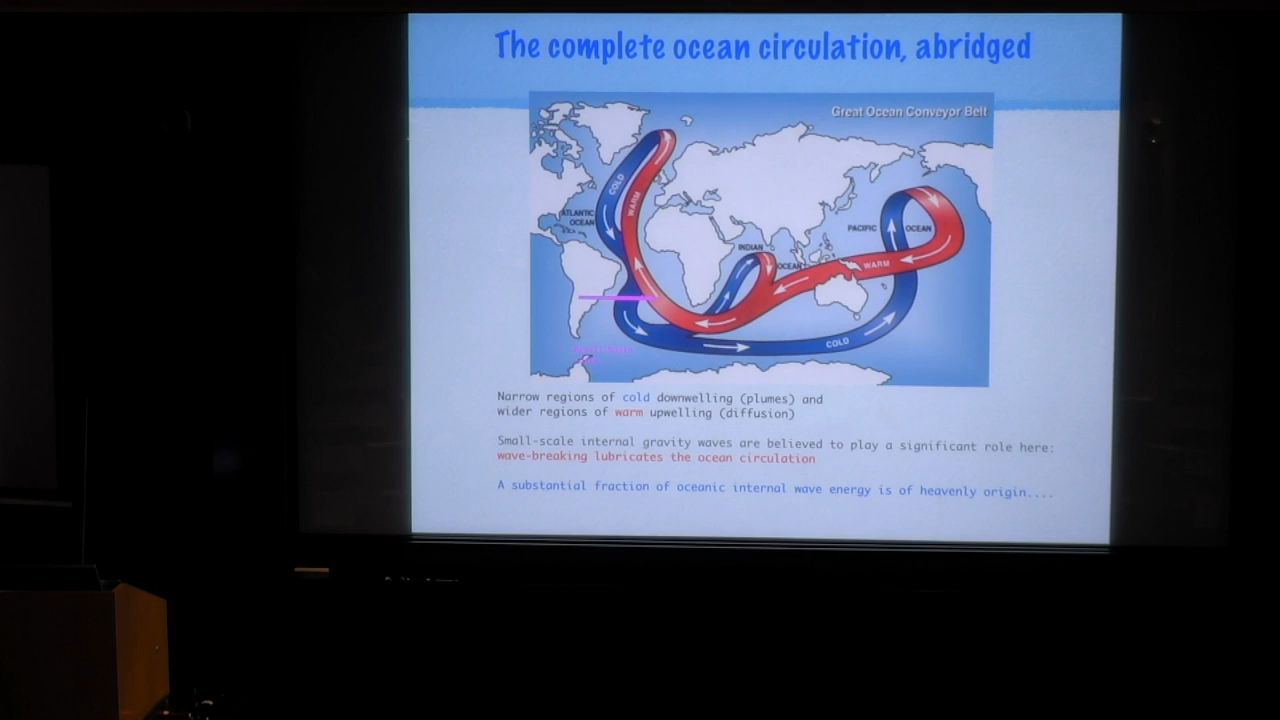 The complete ocean circulation, abridged
Great Ocean Conveyor Belt
COLD
WARM
ATLANTIC
OCEAN
PACIFIC
OCEAN
INDIAN
OCEAN
WARM
COLD
Narrow regions of cold downwelling (plumes) and
wider regions of warm upwelling (diffusion)
Small-scale internal gravity waves are believed to play a significant role here:
wave-breaking lubricates the ocean circulation
A substantial fraction of oceanic internal wave energy is of heavenly origin....